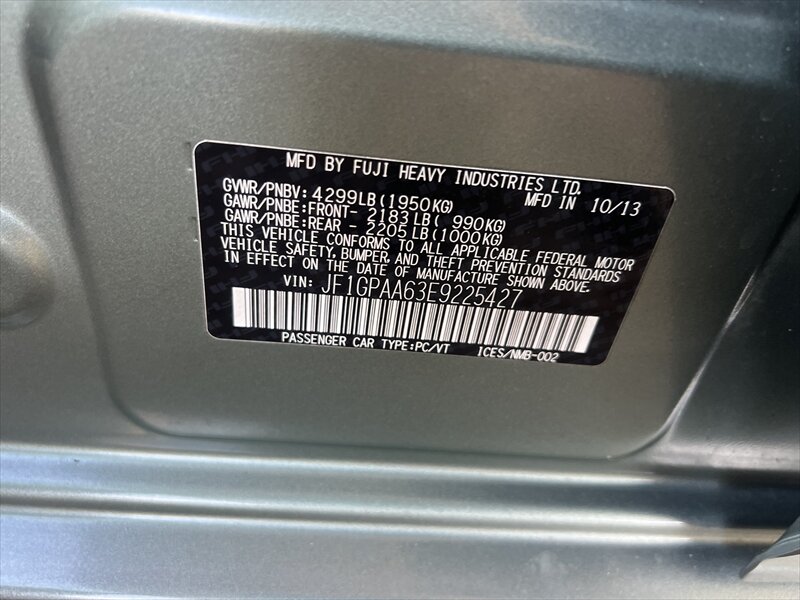 MFD BY FUJI HEAVY INDUSTRIES LTD.
GVWR/PNBV: 4299LB(1950KG) MFD IN 10/13
GAWR/PNBE:FRONT- 2183LB( 990KG)
GAWR/PNBE:REAR - 2205LB(1000KG)
THIS VEHICLE CONFORMS TO ALL APPLICABLE FEDERAL MOTOR
VEHICLE SAFETY, BUMPER, AND THEFT PREVENTION STANDARDS
IN EFFECT ON THE DATE OF MANUFACTURE SHOWN ABOVE.
VIN: JF1GPAA63E9225427
PASSENGER CAR TYPE:PC/VT ICES/NMB-002